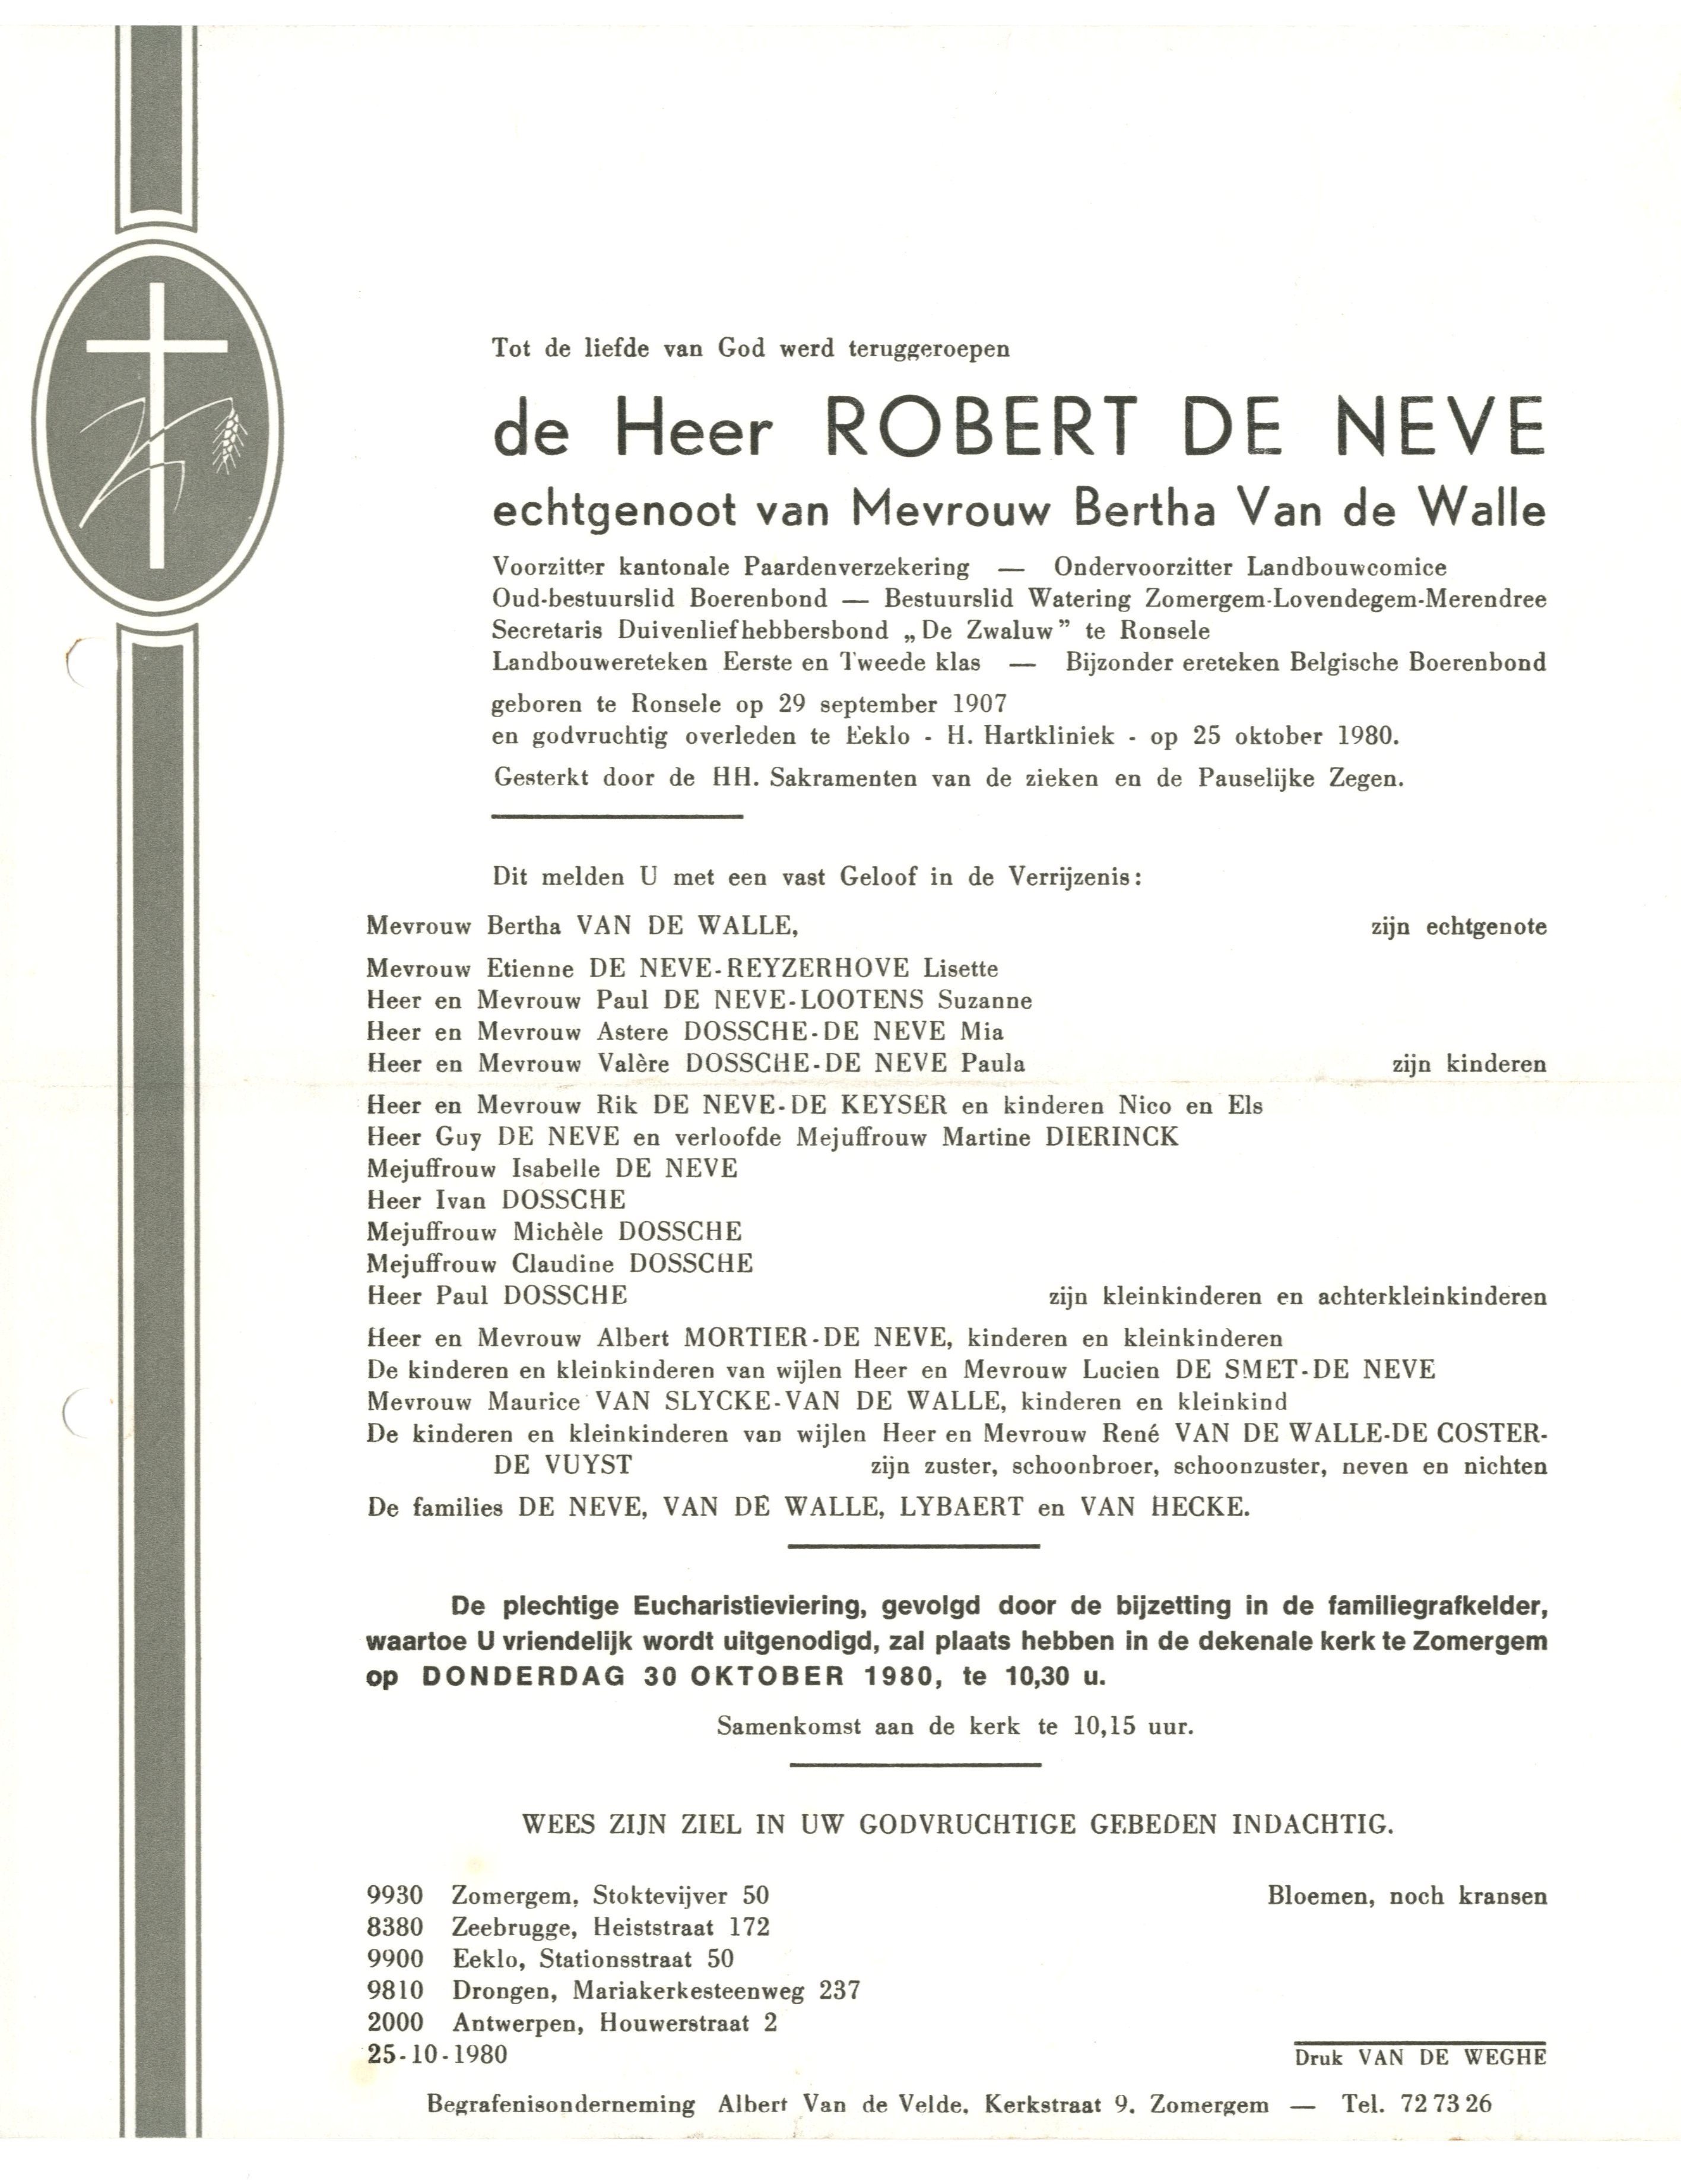 Tot de liefde van God werd teruggeroepen
de Heer ROBERT DE NEVE
echtgenoot van Mevrouw Bertha Van de Walle
Voorzitter kantonale Paardenverzekering — Ondervoorzitter Landbouwcomice
Oud-bestuurslid Boerenbond — Bestuurslid Watering Zomergem-Lovendegem-Merendree
Secretaris Duivenliefhebbersbond „De Zwaluw” te Ronsele
Landbouwereteken Eerste en Tweede klas — Bijzonder ereteken Belgische Boerenbond
geboren te Ronsele op 29 september 1907
en godvruchtig overleden te Eeklo - H. Hartkliniek - op 25 oktober 1980.
Gesterkt door de HH. Sakramenten van de zieken en de Pauselijke Zegen.
Dit melden U met een vast Geloof in de Verrijzenis:
Mevrouw Bertha VAN DE WALLE, zijn echtgenote
Mevrouw Etienne DE NEVE-REYZERHOVE Lisette
Heer en Mevrouw Paul DE NEVE-LOOTENS Suzanne
Heer en Mevrouw Astere DOSSCHE-DE NEVE Mia
Heer en Mevrouw Valère DOSSCHE-DE NEVE Paula zijn kinderen
Heer en Mevrouw Rik DE NEVE-DE KEYSER en kinderen Nico en Els
Heer Guy DE NEVE en verloofde Mejuffrouw Martine DIERINCK
Mejuffrouw Isabelle DE NEVE
Heer Ivan DOSSCHE
Mejuffrouw Michèle DOSSCHE
Mejuffrouw Claudine DOSSCHE
Heer Paul DOSSCHE zijn kleinkinderen en achterkleinkinderen
Heer en Mevrouw Albert MORTIER-DE NEVE, kinderen en kleinkinderen
De kinderen en kleinkinderen van wijlen Heer en Mevrouw Lucien DE SMET-DE NEVE
Mevrouw Maurice VAN SLYCKE-VAN DE WALLE, kinderen en kleinkind
De kinderen en kleinkinderen van wijlen Heer en Mevrouw René VAN DE WALLE-DE COSTER-
DE VUYST zijn zuster, schoonbroer, schoonzuster, neven en nichten
De families DE NEVE, VAN DE WALLE, LYBAERT en VAN HECKE.
De plechtige Eucharistieviering, gevolgd door de bijzetting in de familiegrafkelder,
waartoe U vriendelijk wordt uitgenodigd, zal plaats hebben in de dekenale kerk te Zomergem
op DONDERDAG 30 OKTOBER 1980, te 10,30 u.
Samenkomst aan de kerk te 10,15 uur.
WEES ZIJN ZIEL IN UW GODVRUCHTIGE GEBEDEN INDACHTIG.
9930 Zomergem, Stoktevijver 50 Bloemen, noch kransen
8380 Zeebrugge, Heiststraat 172
9900 Eeklo, Stationsstraat 50
9810 Drongen, Mariakerkesteenweg 237
2000 Antwerpen, Houwerstraat 2
25-10-1980 Druk VAN DE WEGHE
Begrafenisonderneming Albert Van de Velde, Kerkstraat 9, Zomergem — Tel. 72 73 26